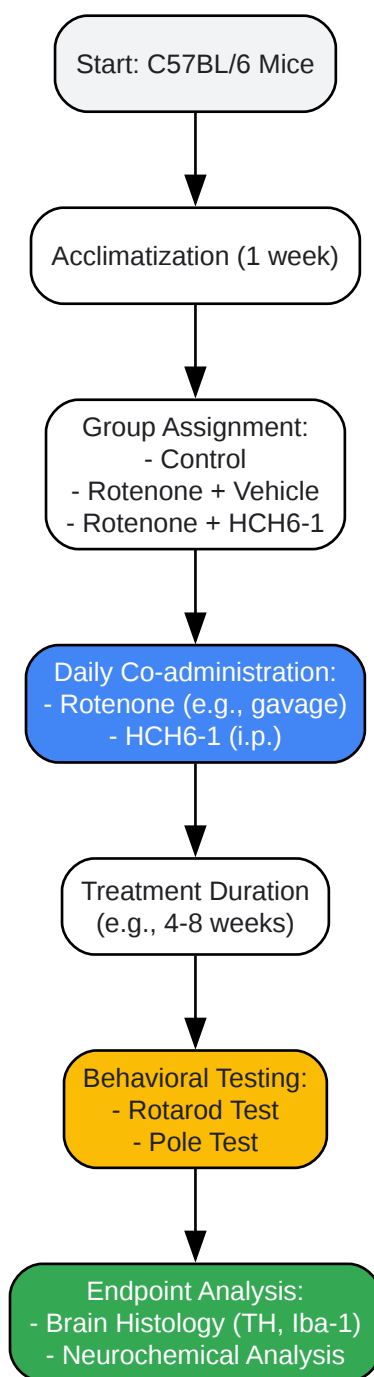 Start: C57BL/6 Mice
Acclimatization (1 week)
Group Assignment:
- Control
- Rotenone + Vehicle
- Rotenone + HCH6-1
Daily Co-administration:
- Rotenone (e.g., gavage)
- HCH6-1 (i.p.)
Treatment Duration
(e.g., 4-8 weeks)
Behavioral Testing:
- Rotarod Test
- Pole Test
Endpoint Analysis:
- Brain Histology (TH, Iba-1)
- Neurochemical Analysis